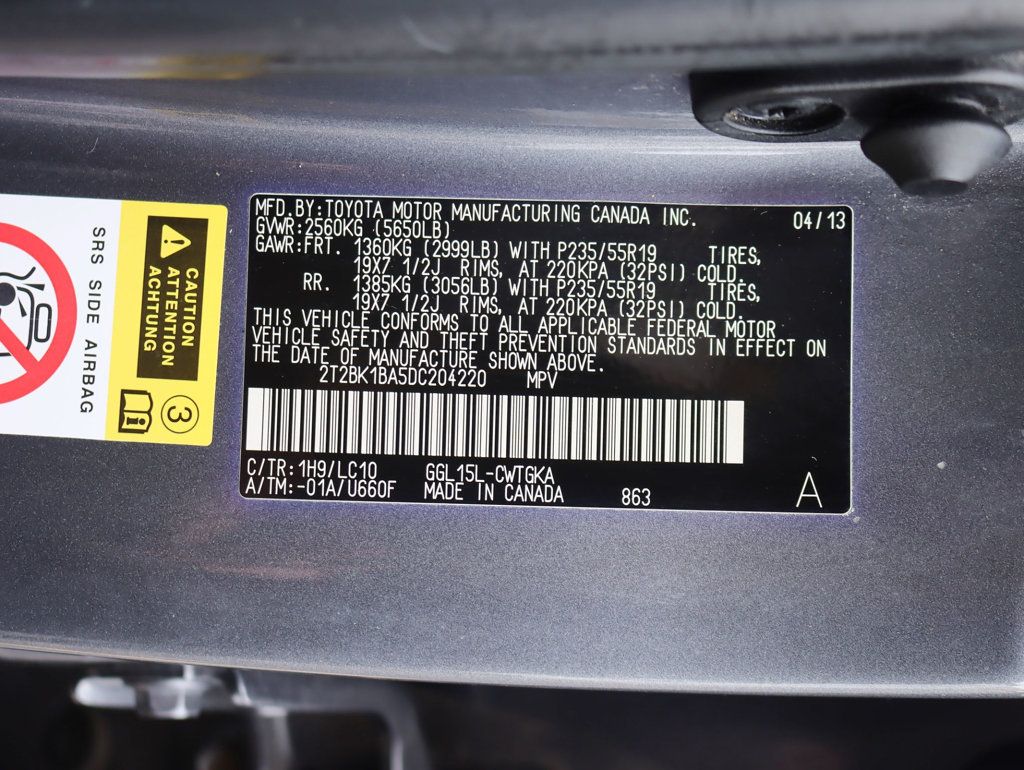 MFD.BY:TOYOTA MOTOR MANUFACTURING CANADA INC. 04/13
GVWR:2560KG (5650LB)
GAWR:FRT. 1360KG (2999LB) WITH P235/55R19 TIRES,
19X7 1/2J RIMS, AT 220KPA (32PSI) COLD.
RR. 1385KG (3056LB) WITH P235/55R19 TIRES,
19X7 1/2J RIMS, AT 220KPA (32PSI) COLD.
THIS VEHICLE CONFORMS TO ALL APPLICABLE FEDERAL MOTOR
VEHICLE SAFETY AND THEFT PREVENTION STANDARDS IN EFFECT ON
THE DATE OF MANUFACTURE SHOWN ABOVE.
2T2BK1BA5DC204220 MPV
C/TR:1H9/LC10 GGL15L-CWTGKA
A/TM:-01A/U660F MADE IN CANADA 863 A
CAUTION
ATTENTION
ACHTUNG
3
SRS SIDE AIRBAG